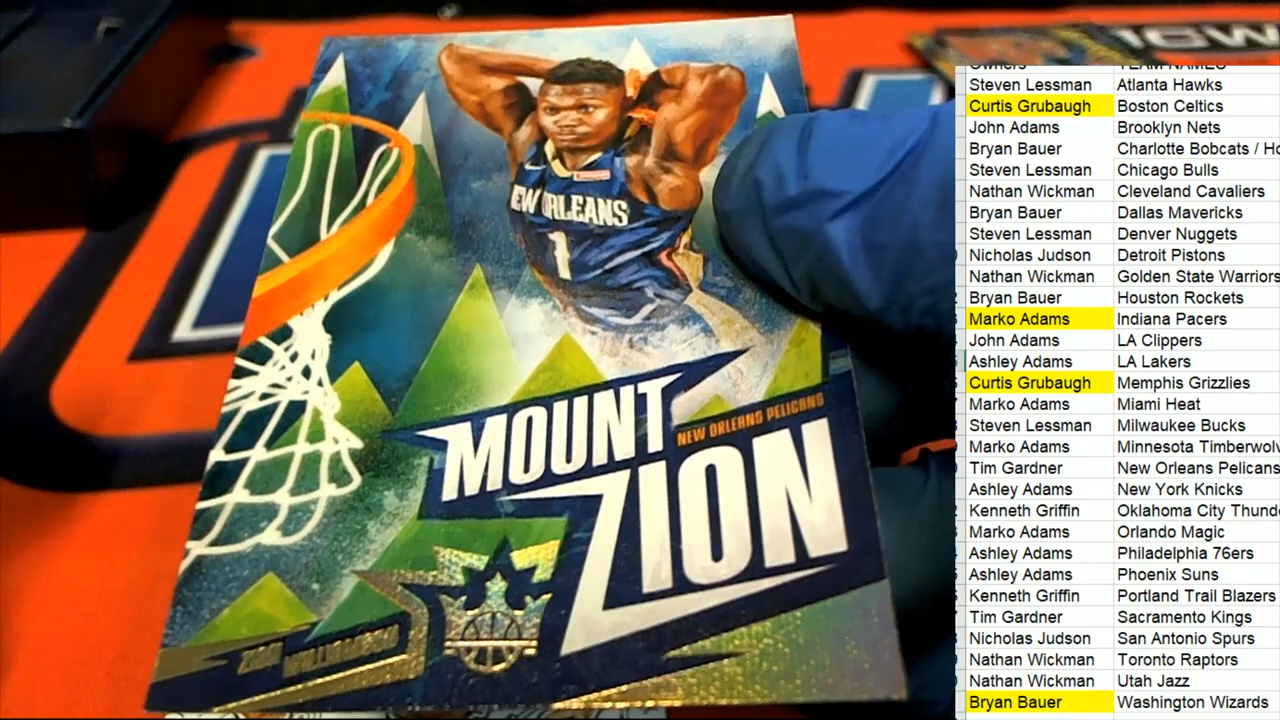 NEW ORLEANS
1
MOUNT
NEW ORLEANS PELICANS
ZION
ZION WILLIAMSON
Owners TEAM NAMES
Steven Lessman Atlanta Hawks
Curtis Grubaugh Boston Celtics
John Adams Brooklyn Nets
Bryan Bauer Charlotte Bobcats / Ho
Steven Lessman Chicago Bulls
Nathan Wickman Cleveland Cavaliers
Bryan Bauer Dallas Mavericks
Steven Lessman Denver Nuggets
Nicholas Judson Detroit Pistons
Nathan Wickman Golden State Warriors
Bryan Bauer Houston Rockets
Marko Adams Indiana Pacers
John Adams LA Clippers
Ashley Adams LA Lakers
Curtis Grubaugh Memphis Grizzlies
Marko Adams Miami Heat
Steven Lessman Milwaukee Bucks
Marko Adams Minnesota Timberwolv
Tim Gardner New Orleans Pelicans
Ashley Adams New York Knicks
Kenneth Griffin Oklahoma City Thunde
Marko Adams Orlando Magic
Ashley Adams Philadelphia 76ers
Ashley Adams Phoenix Suns
Kenneth Griffin Portland Trail Blazers
Tim Gardner Sacramento Kings
Nicholas Judson San Antonio Spurs
Nathan Wickman Toronto Raptors
Nathan Wickman Utah Jazz
Bryan Bauer Washington Wizards